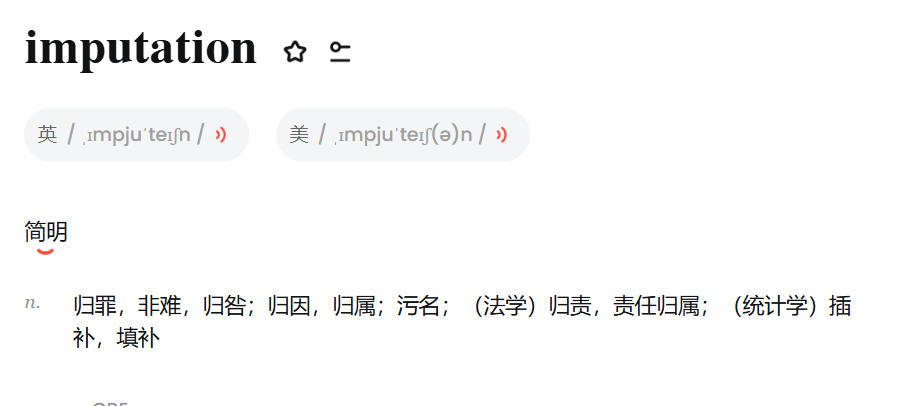 imputation
英 / ˌɪmpjuˈteɪʃn / 美 / ˌɪmpjuˈteɪʃ(ə)n /
简明
n. 归罪，非难，归咎；归因，归属；污名；（法学）归责，责任归属；（统计学）插
补，填补